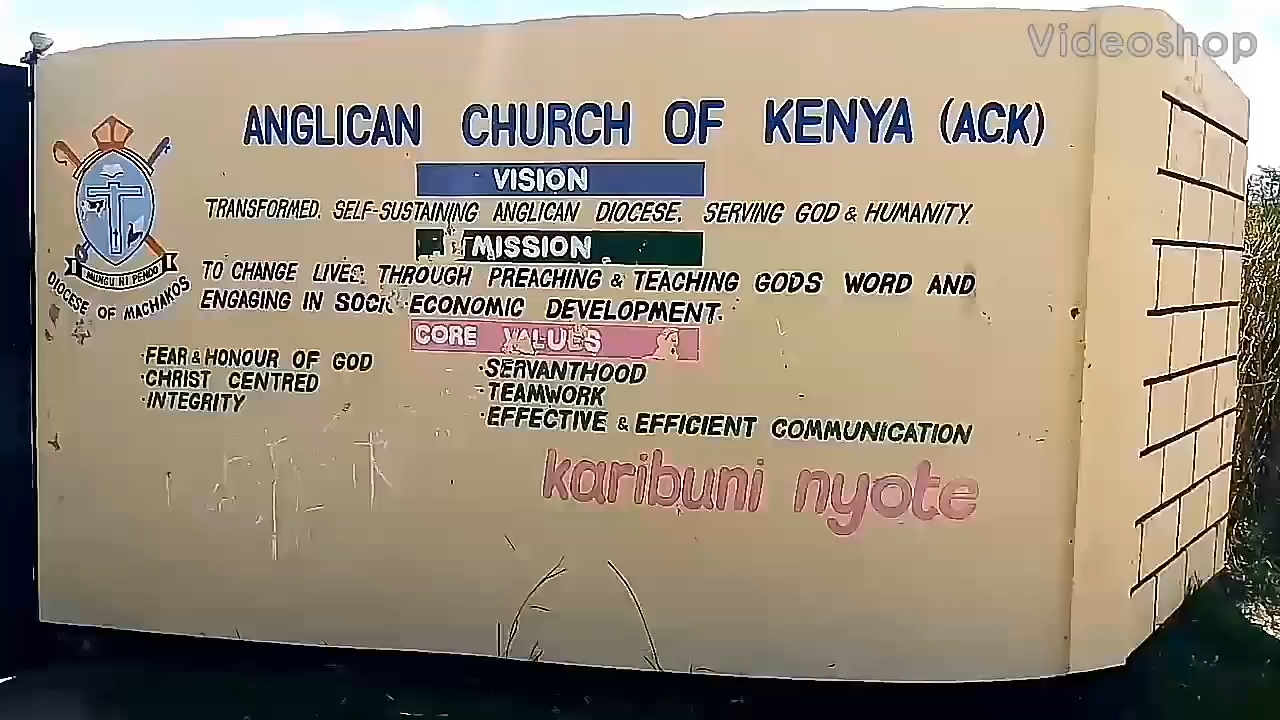 Videoshop
ANGLICAN CHURCH OF KENYA (A.C.K)
VISION
TRANSFORMED, SELF-SUSTAINING ANGLICAN DIOCESE, SERVING GOD & HUMANITY.
MISSION
TO CHANGE LIVES THROUGH PREACHING & TEACHING GODS WORD AND
ENGAGING IN SOCIO-ECONOMIC DEVELOPMENT.
CORE VALUES
·FEAR & HONOUR OF GOD
·CHRIST CENTRED
·INTEGRITY
·SERVANTHOOD
·TEAMWORK
·EFFECTIVE & EFFICIENT COMMUNICATION
karibuni nyote
MUNGU NI PENDO
DIOCESE OF MACHAKOS